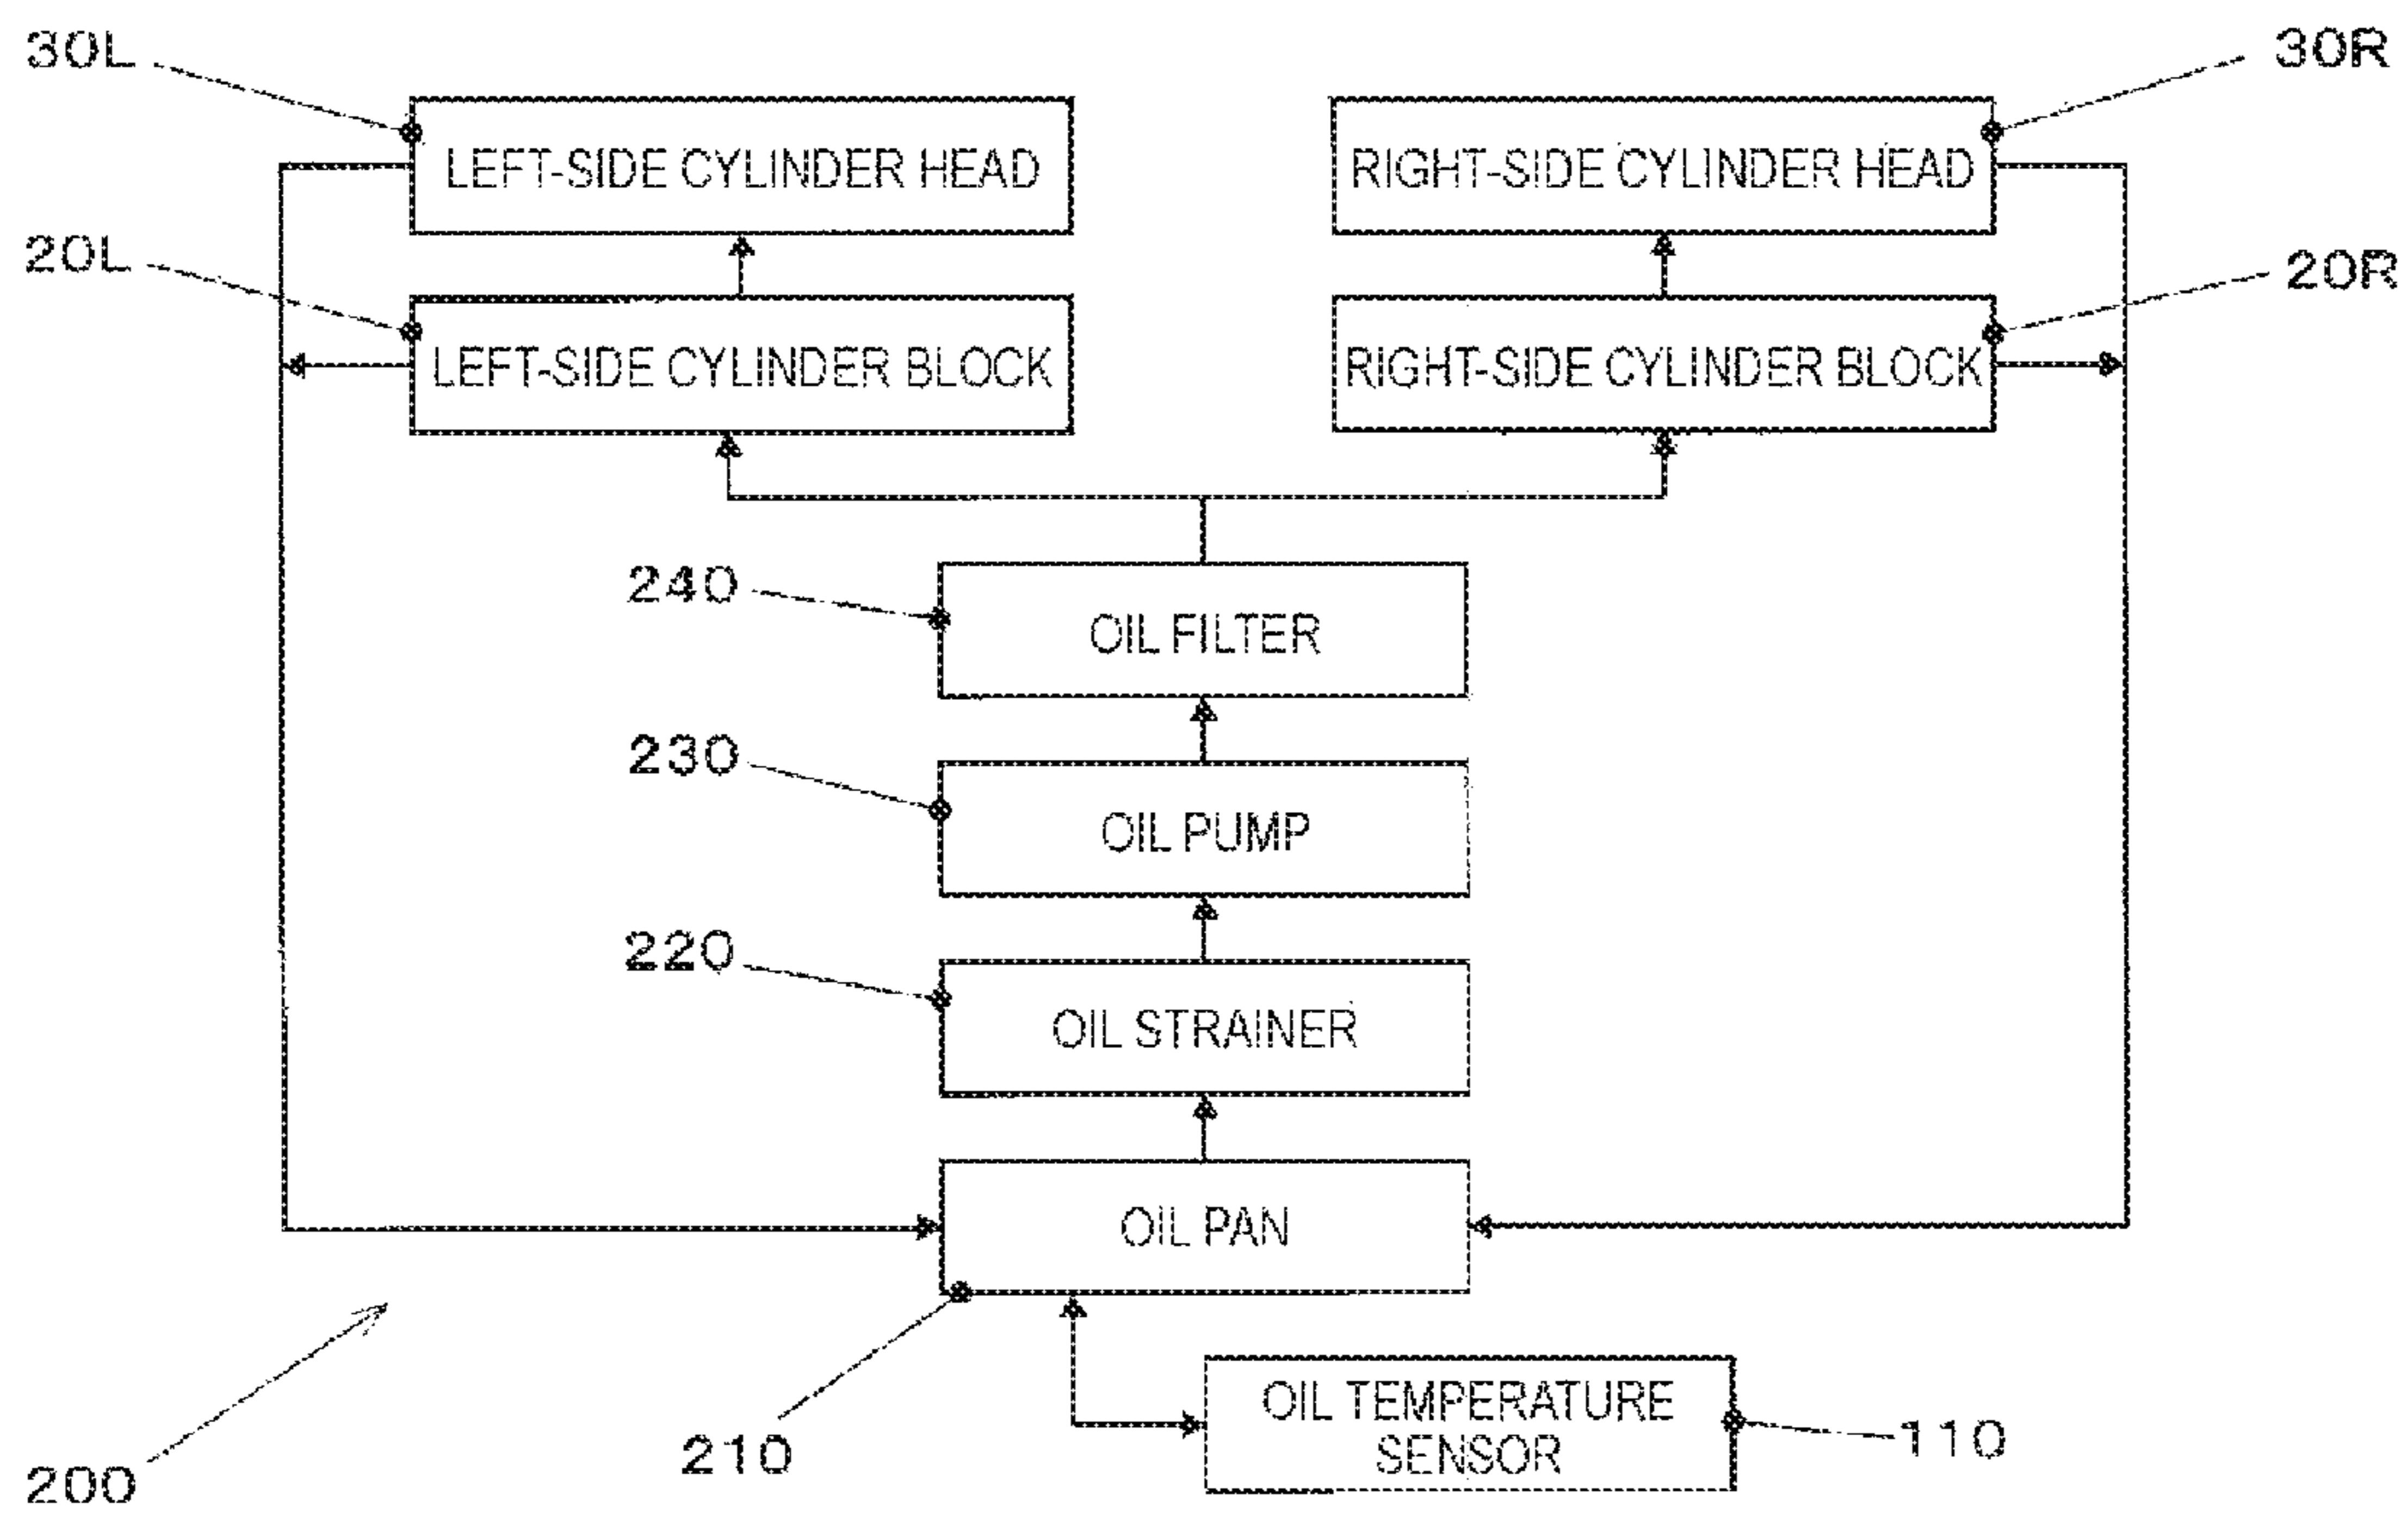 30L
30R
LEFT-SIDE CYLINDER HEAD
RIGHT-SIDE CYLINDER HEAD
20L
20R
LEFT-SIDE CYLINDER BLOCK
RIGHT-SIDE CYLINDER BLOCK
240
OIL FILTER
230
OIL PUMP
220
OIL STRAINER
OIL PAN
210
OIL TEMPERATURE
SENSOR
110
200